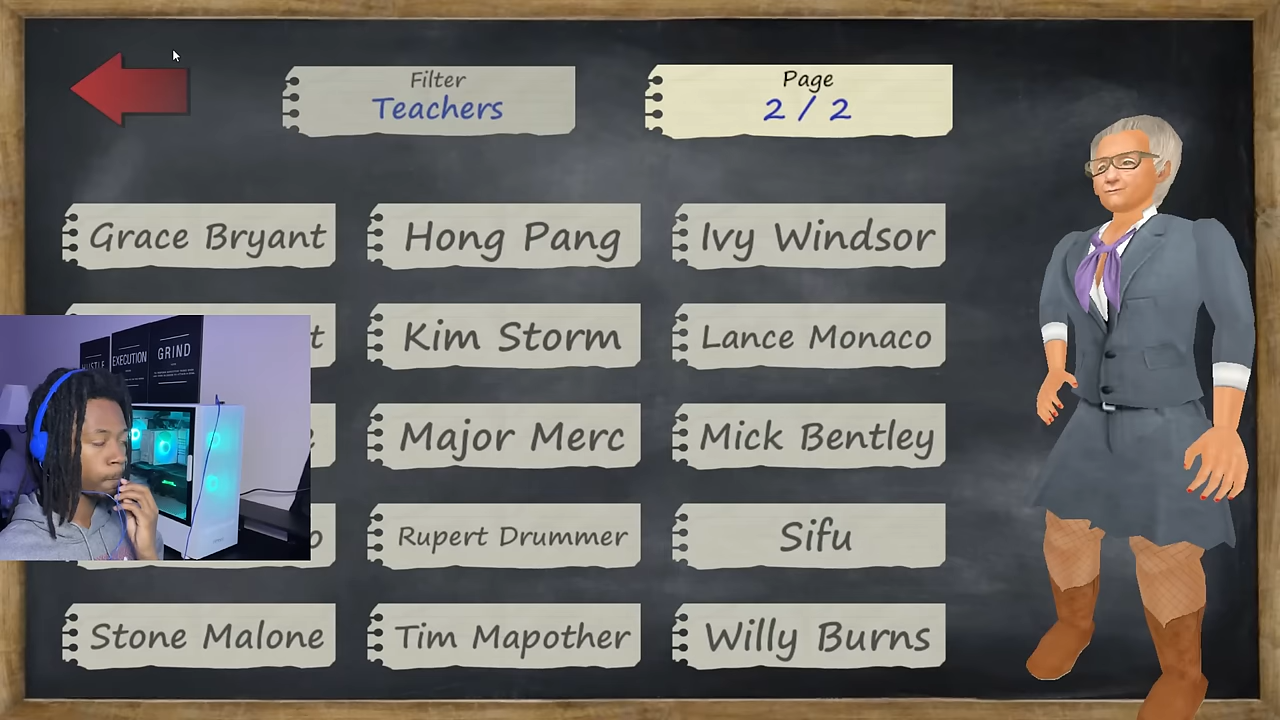 Filter
Teachers
Page
2 / 2
Grace Bryant
Hong Pang
Ivy Windsor
Kim Storm
Lance Monaco
EXECUTION
GRIND
Major Merc
Mick Bentley
Rupert Drummer
Sifu
Stone Malone
Tim Mapother
Willy Burns